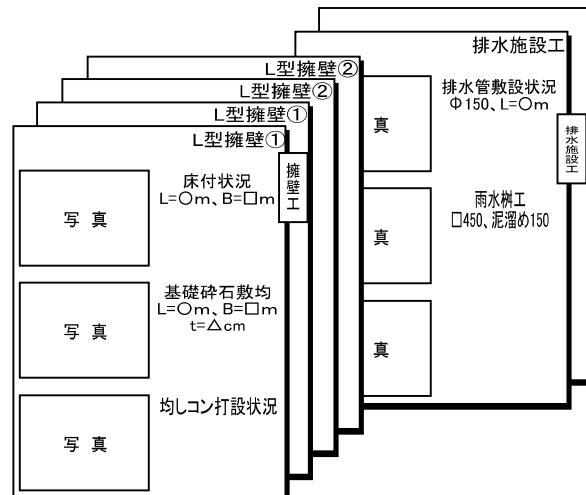 排水施設工
L型擁壁②
L型擁壁②
L型擁壁①
L型擁壁①
擁壁工
床付状況
L=〇m、B=□m
写真
基礎砕石敷均
L=〇m、B=□m
t=△cm
写真
均しコン打設状況
写真
排水管敷設状況
Φ150、L=〇m
真
排水施設工
雨水桝工
□450、泥溜め150
真
真